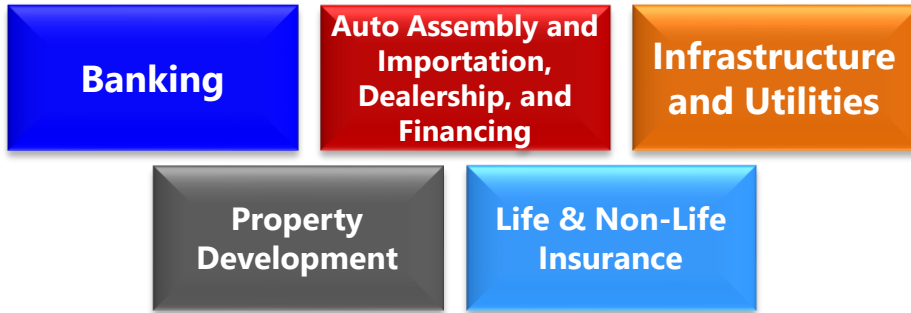 Banking
Auto Assembly and
Importation,
Dealership, and
Financing
Infrastructure
and Utilities
Property
Development
Life & Non-Life
Insurance